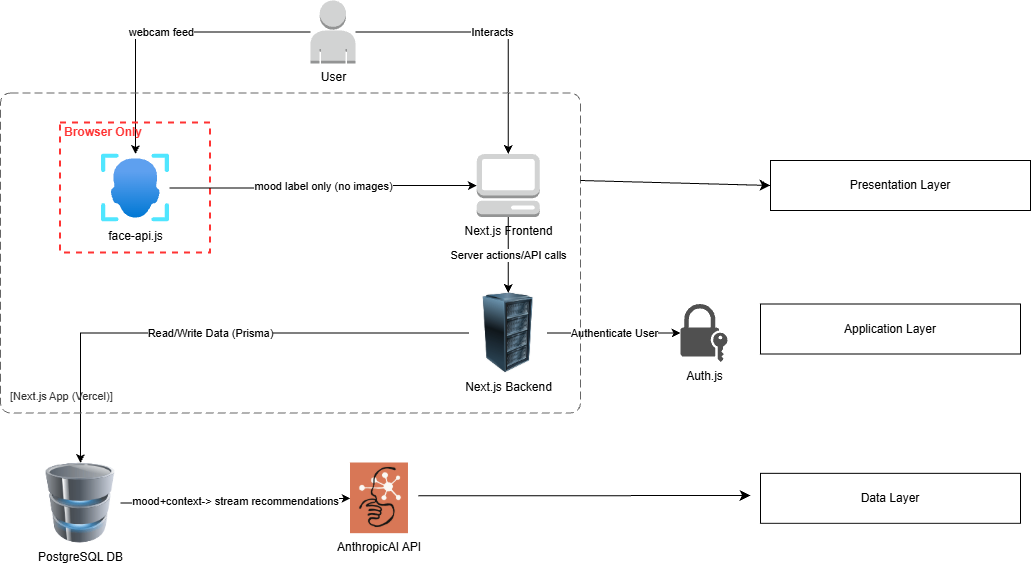 webcam feed
Interacts
User
Browser Only
mood label only (no images)
Presentation Layer
face-api.js
Next.js Frontend
Server actions/API calls
Read/Write Data (Prisma)
Authenticate User
Application Layer
Auth.js
Next.js Backend
[Next.js App (Vercel)]
mood+context-> stream recommendations
Data Layer
AnthropicAI API
PostgreSQL DB